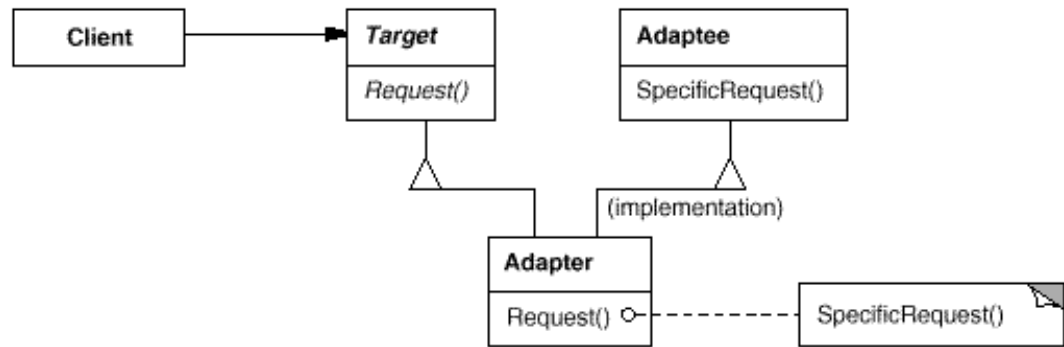 Client
Target
Request()
Adaptee
SpecificRequest()
(implementation)
Adapter
Request()
SpecificRequest()